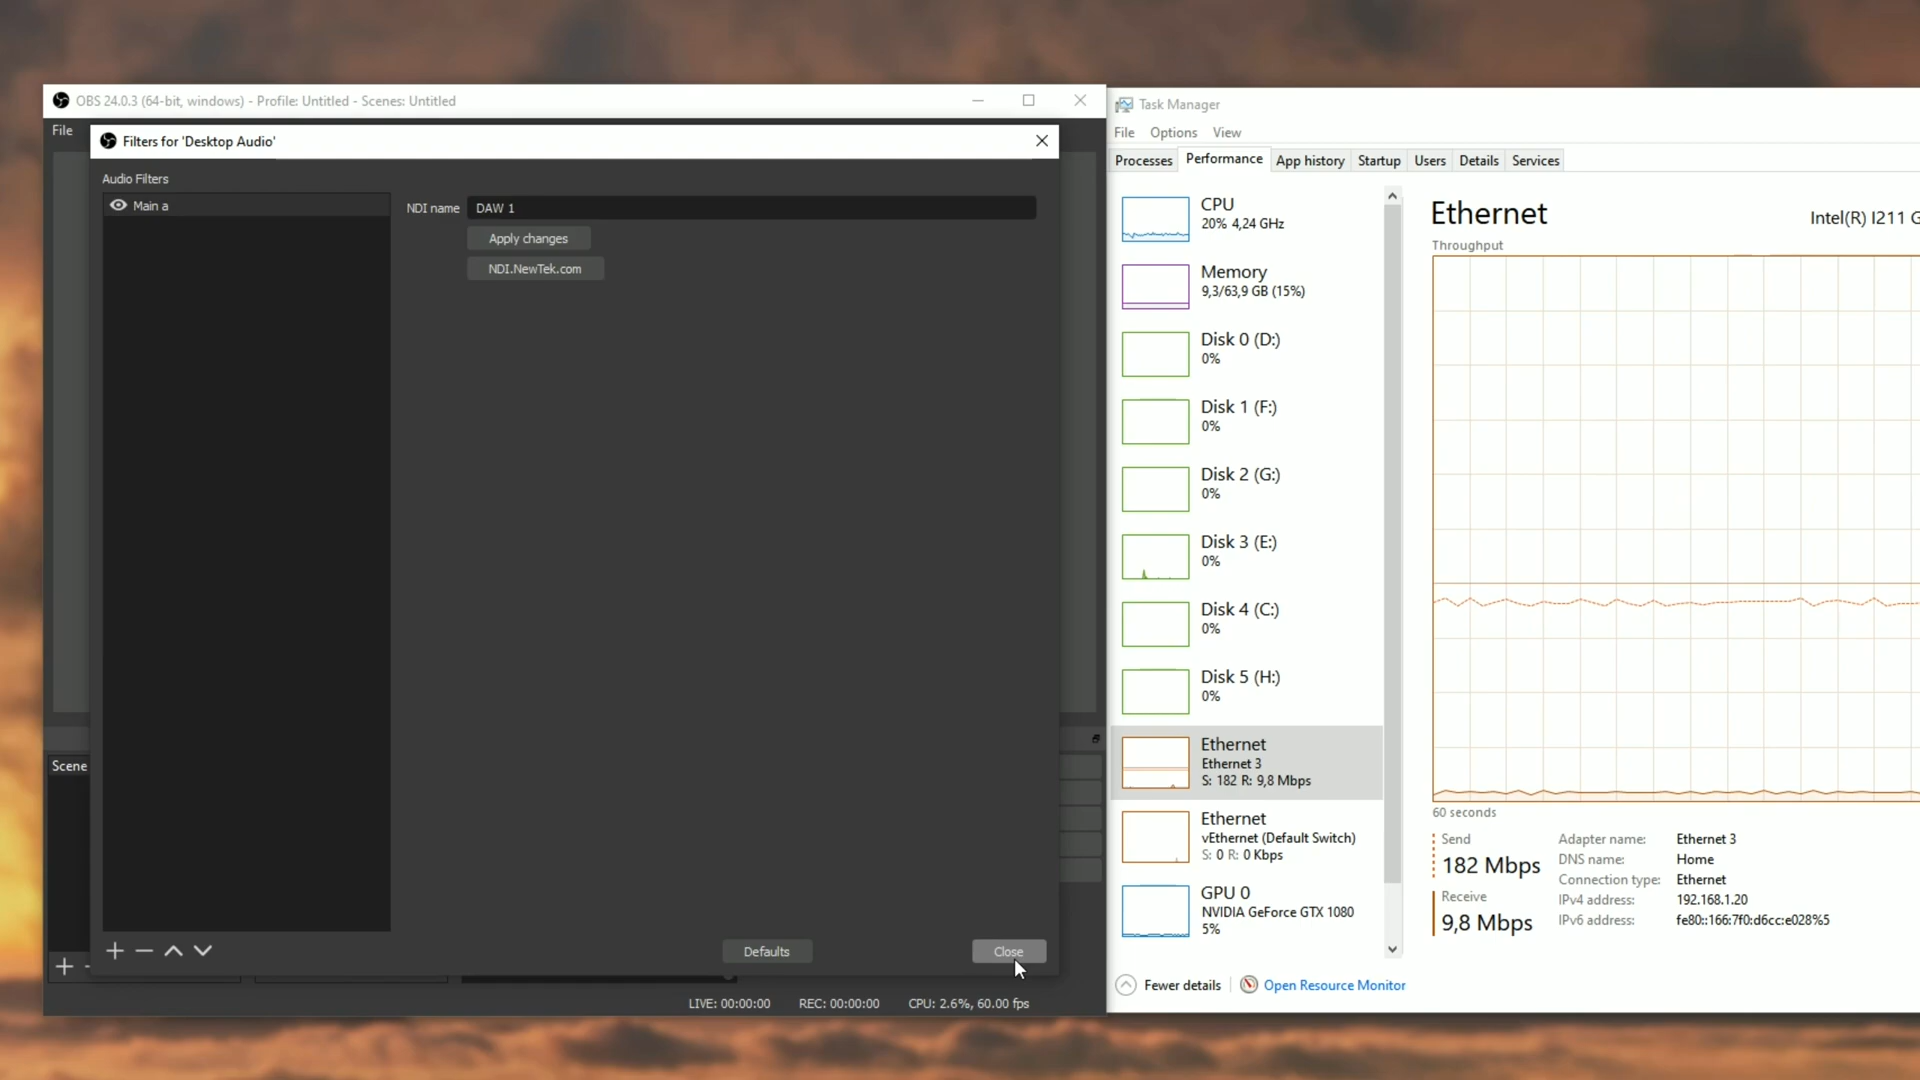 OBS 24.0.3 (64-bit, windows) - Profile: Untitled - Scenes: Untitled
File
Filters for 'Desktop Audio'
Audio Filters
Main a
NDI name
DAW 1
Apply changes
NDI.NewTek.com
Scene
Defaults
Close
LIVE: 00:00:00
REC: 00:00:00
CPU: 2.6%, 60.00 fps
Task Manager
File Options View
Processes Performance App history Startup Users Details Services
CPU
20% 4,24 GHz
Memory
9,3/63,9 GB (15%)
Disk 0 (D:)
0%
Disk 1 (F:)
0%
Disk 2 (G:)
0%
Disk 3 (E:)
0%
Disk 4 (C:)
0%
Disk 5 (H:)
0%
Ethernet
Ethernet 3
S: 182 R: 9,8 Mbps
Ethernet
vEthernet (Default Switch)
S: 0 R: 0 Kbps
GPU 0
NVIDIA GeForce GTX 1080
5%
Ethernet
Intel(R) I211 G
Throughput
60 seconds
Send
182 Mbps
Receive
9,8 Mbps
Adapter name: Ethernet 3
DNS name: Home
Connection type: Ethernet
IPv4 address: 192.168.1.20
IPv6 address: fe80::166:7f0:d6cc:e028%5
Fewer details
Open Resource Monitor